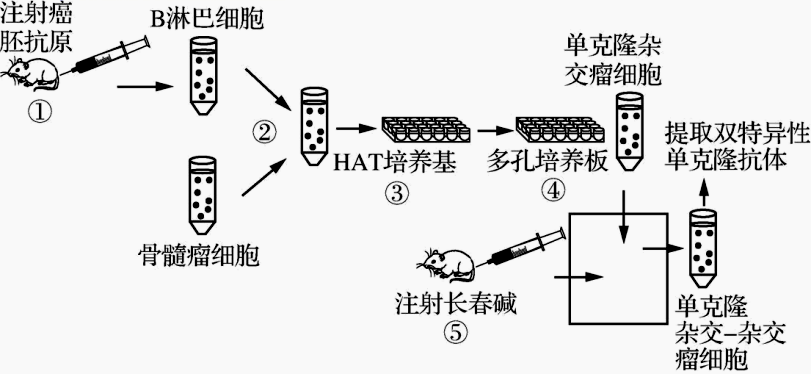 注射癌
胚抗原
①
B淋巴细胞
②
骨髓瘤细胞
HAT培养基
③
多孔培养板
④
单克隆杂
交瘤细胞
提取双特异性
单克隆抗体
注射长春碱
⑤
单克隆
杂交-杂交
瘤细胞